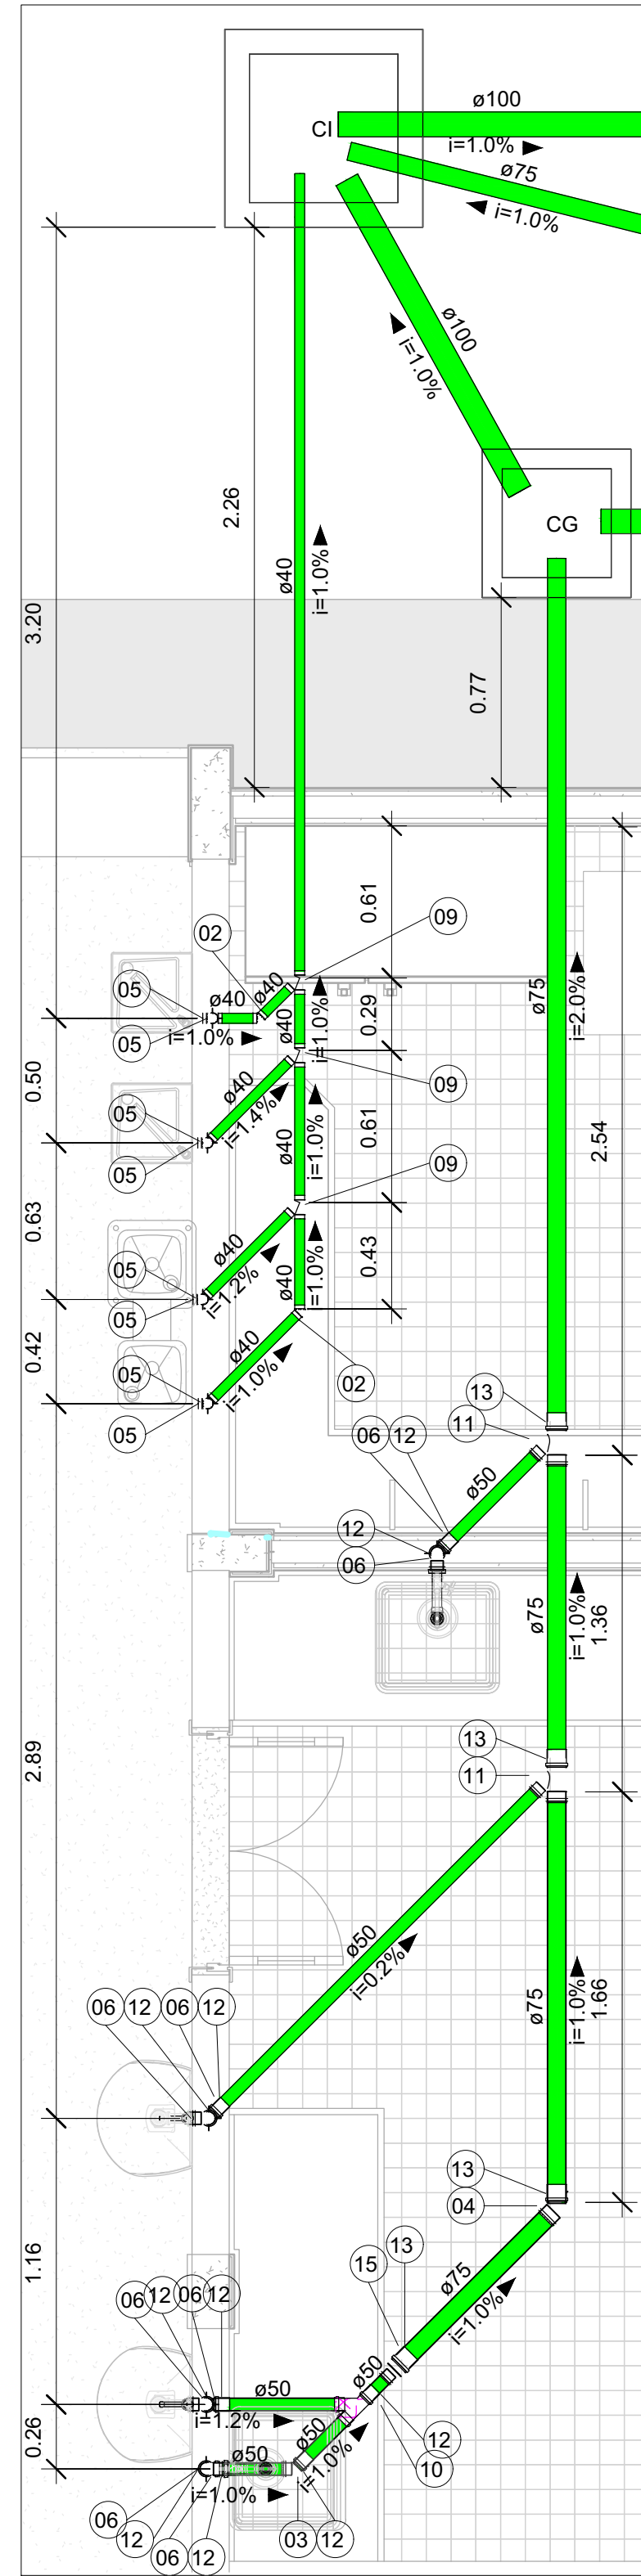 ø100
CI
i=1.0%
ø75
i=1.0%
ø100
i=1.0%
2.26
CG
ø40
i=1.0%
3.20
0.77
0.61
09
02
05
ø40
ø40
ø75
i=2.0%
05
i=1.0%
ø40
i=1.0%
0.29
0.50
05
ø40
09
2.54
05
i=1.4%
ø40
i=1.0%
0.61
0.63
09
05
ø40
05
i=1.2%
ø40
i=1.0%
0.43
0.42
05
ø40
02
05
i=1.0%
13
06
12
11
ø50
12
06
ø75
i=1.0%
1.36
2.89
13
11
ø50
i=0.2%
ø75
i=1.0%
1.66
06
12
06
12
13
04
1.16
15
13
ø75
i=1.0%
06
12
06
12
ø50
ø50
i=1.2%
ø50
12
0.26
ø50
i=1.0%
10
i=1.0%
06
12
06
12
03
12